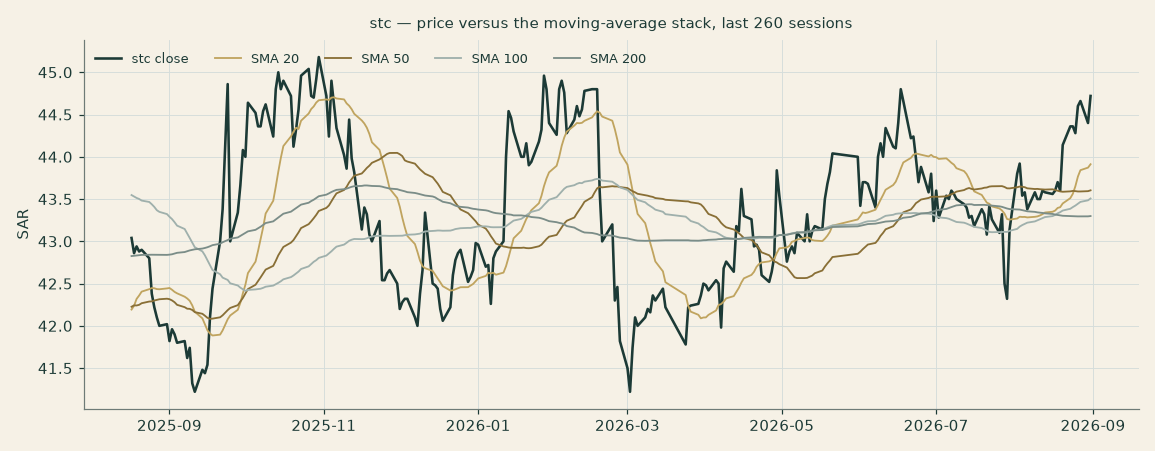 stc — price versus the moving-average stack, last 260 sessions
stc close
SMA 20
SMA 50
SMA 100
SMA 200
SAR
45.0
44.5
44.0
43.5
43.0
42.5
42.0
41.5
2025-09
2025-11
2026-01
2026-03
2026-05
2026-07
2026-09